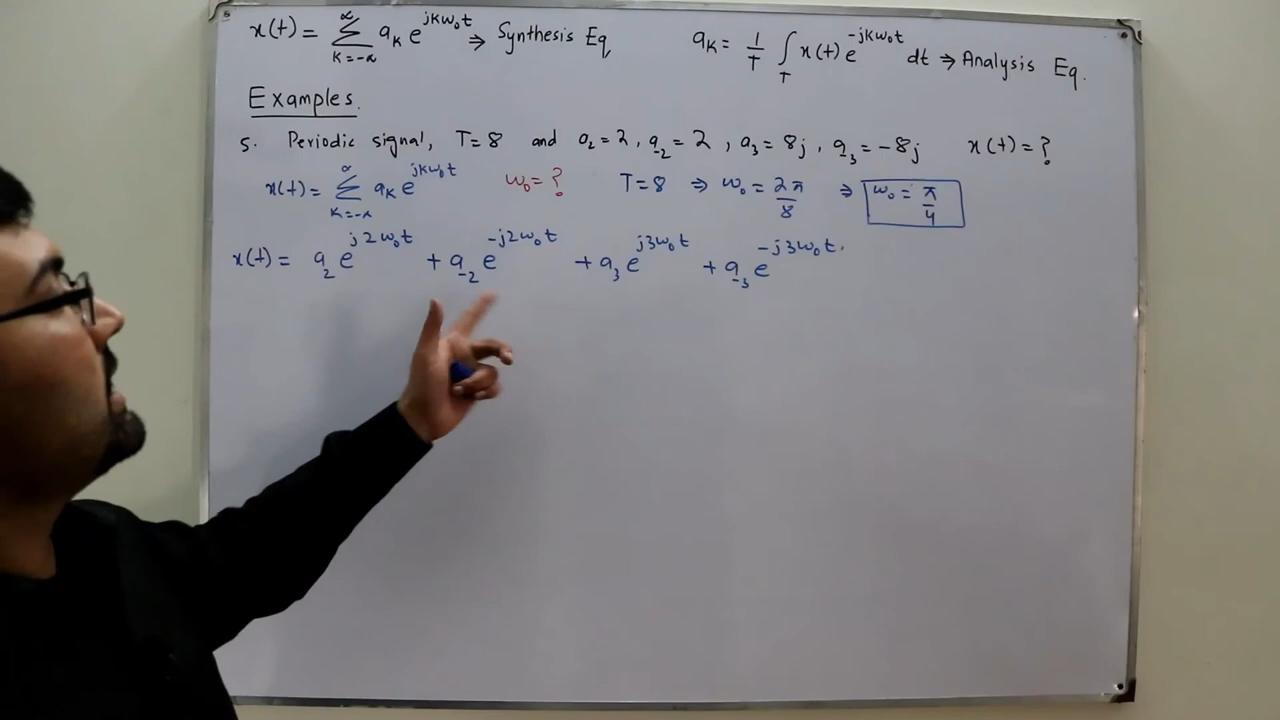 x(t) = ∑_{K=-∞}^{∞} a_K e^{jKω₀t} ⇒ Synthesis Eq a_K = 1/T ∫_T x(t) e^{-jKω₀t} dt ⇒ Analysis Eq.
Examples.
5. Periodic signal, T=8 and a₂=2, a₋₂=2, a₃=8j, a₋₃=-8j x(t)=?
x(t) = ∑_{K=-∞}^{∞} a_K e^{jKω₀t} ω₀=? T=8 ⇒ ω₀ = 2π/8 ⇒ ω₀ = π/4
x(t) = a₂ e^{j2ω₀t} + a₋₂ e^{-j2ω₀t} + a₃ e^{j3ω₀t} + a₋₃ e^{-j3ω₀t}.